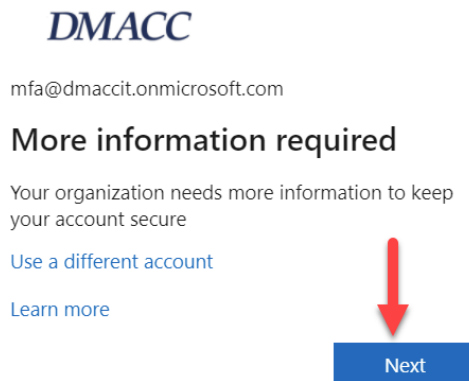 DMACC
mfa@dmaccit.onmicrosoft.com
More information required
Your organization needs more information to keep
your account secure
Use a different account
Learn more
Next